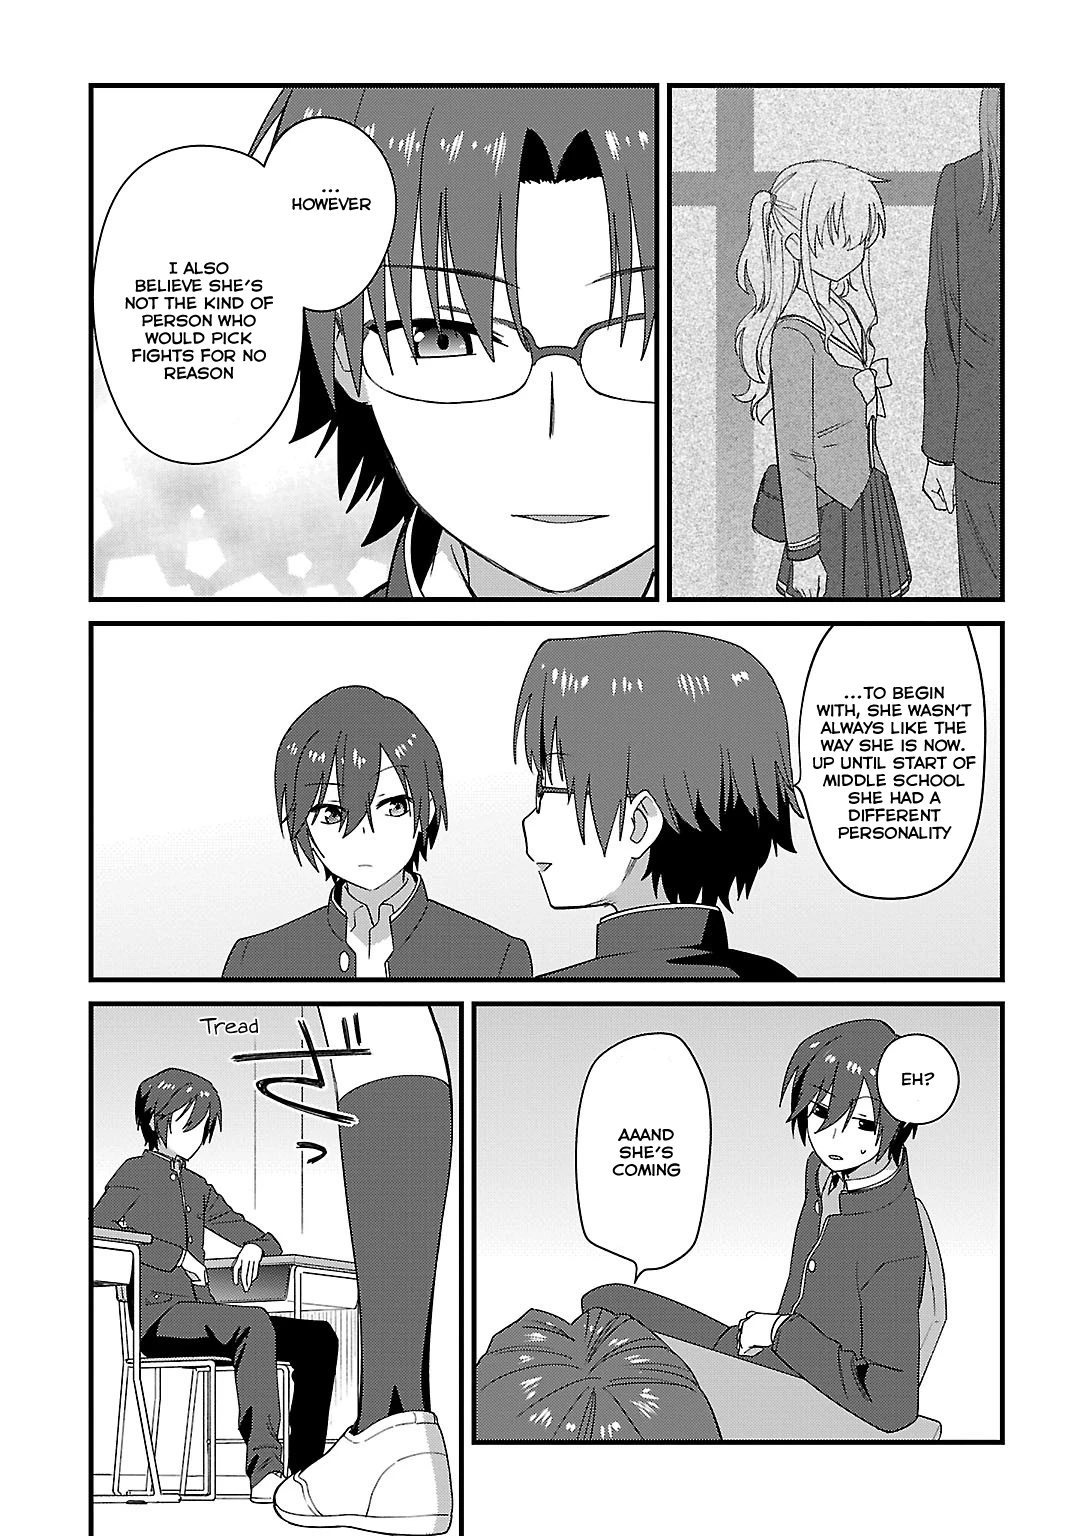 ...
HOWEVER
I ALSO
BELIEVE SHE'S
NOT THE KIND OF
PERSON WHO
WOULD PICK
FIGHTS FOR NO
REASON
...TO BEGIN
WITH, SHE WASN'T
ALWAYS LIKE THE
WAY SHE IS NOW.
UP UNTIL START OF
MIDDLE SCHOOL
SHE HAD A
DIFFERENT
PERSONALITY
EH?
AAAND
SHE'S
COMING
Tread
ざっ